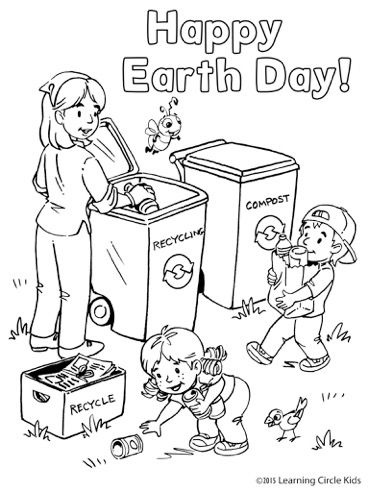 Happy
Earth Day!
COMPOST
RECYCLING
RECYCLE
©2015 Learning Circle Kids